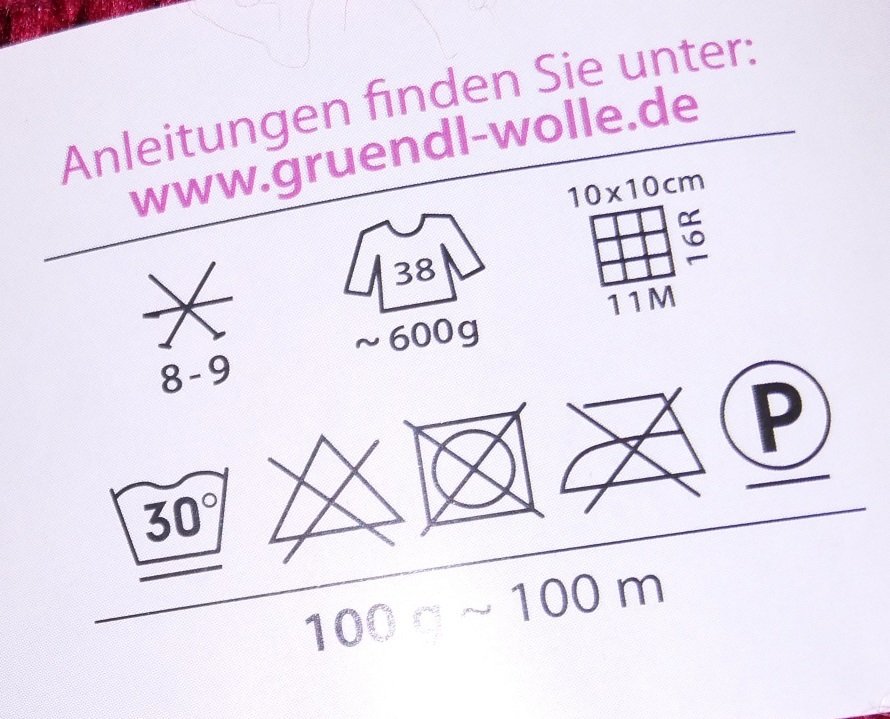 Anleitungen finden Sie unter:
www.gruendl-wolle.de
10x10cm
16R
38
11M
8-9
~600g
P
30°
100 g ~ 100 m